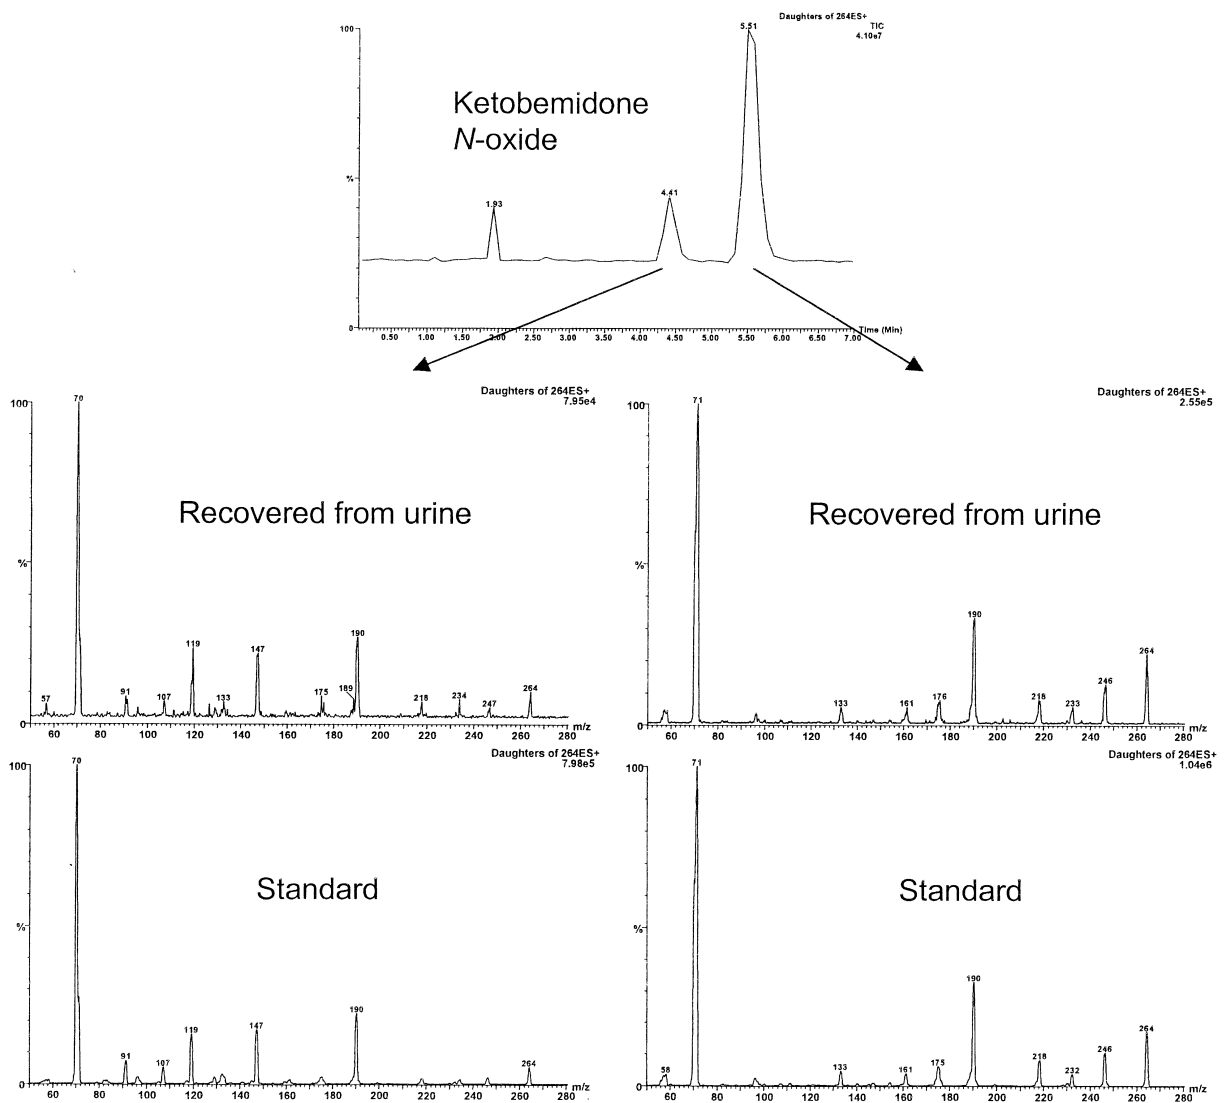 Daughters of 264ES+
TIC
4.10e7
100
%
0
Ketobemidone
N-oxide
1.93
4.41
5.51
0.50 1.00 1.50 2.00 2.50 3.00 3.50 4.00 4.50 5.00 5.50 6.00 6.50 7.00
Time (Min)
Daughters of 264ES+
7.95e4
100
%
0
Recovered from urine
57 70 91 107 119 133 147 175 189 190 218 234 247 264
60 80 100 120 140 160 180 200 220 240 260 280
m/z
Daughters of 264ES+
2.55e5
100
%
0
Recovered from urine
71 133 161 176 190 218 233 246 264
60 80 100 120 140 160 180 200 220 240 260 280
m/z
Daughters of 264ES+
7.98e5
100
%
0
Standard
70 91 107 119 147 190 264
60 80 100 120 140 160 180 200 220 240 260 280
m/z
Daughters of 264ES+
1.04e6
100
%
0
Standard
58 71 133 161 175 190 218 232 246 264
60 80 100 120 140 160 180 200 220 240 260 280
m/z